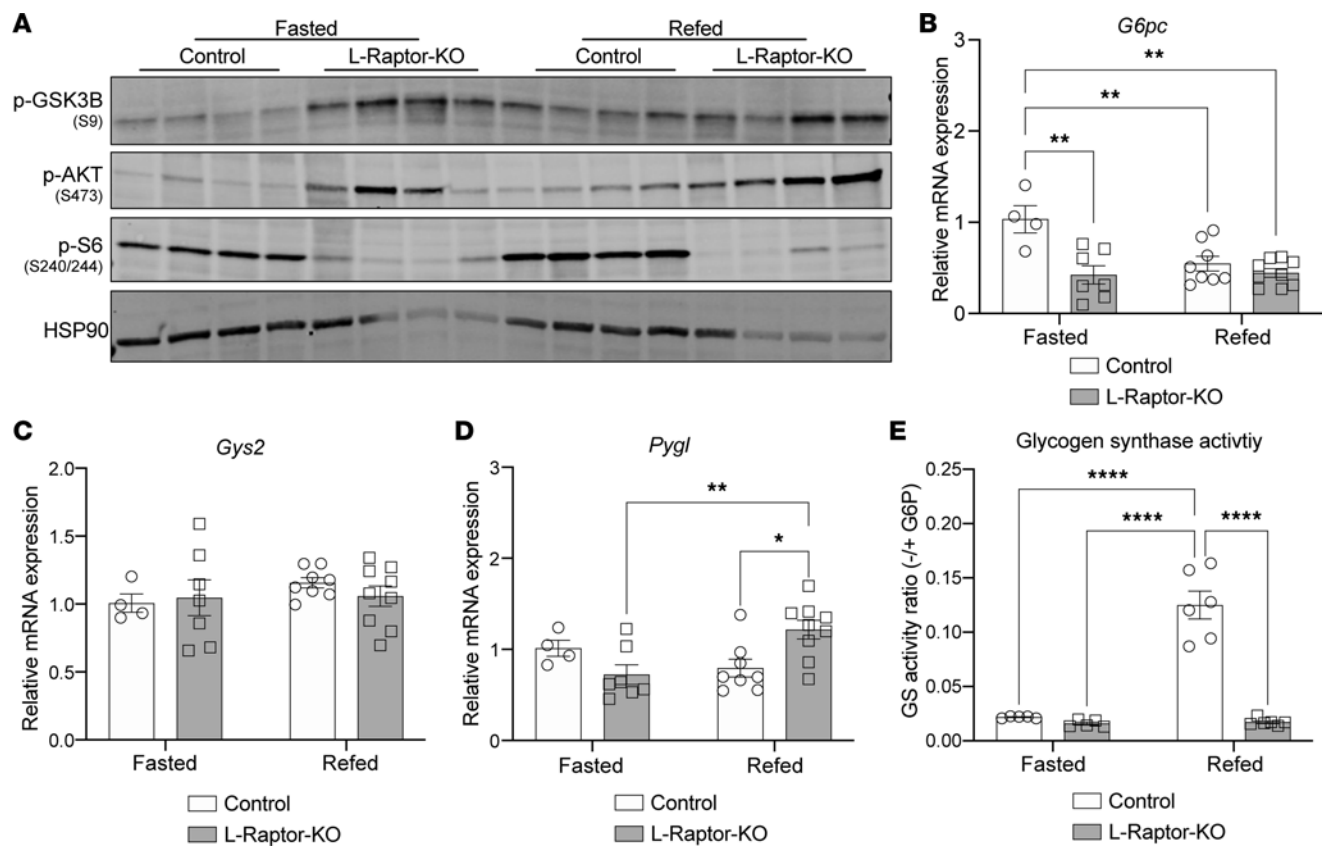 A
Fasted
Refed
Control
L-Raptor-KO
Control
L-Raptor-KO
p-GSK3B
(S9)
p-AKT
(S473)
p-S6
(S240/244)
HSP90
B
G6pc
Relative mRNA expression
3
2
1
0
**
**
**
Fasted
Refed
Control
L-Raptor-KO
C
Gys2
Relative mRNA expression
2.0
1.5
1.0
0.5
0.0
Fasted
Refed
Control
L-Raptor-KO
D
Pygl
Relative mRNA expression
3
2
1
0
**
*
Fasted
Refed
Control
L-Raptor-KO
E
Glycogen synthase activtiy
GS activity ratio (-/+ G6P)
0.25
0.20
0.15
0.10
0.05
0.00
****
****
****
Fasted
Refed
Control
L-Raptor-KO